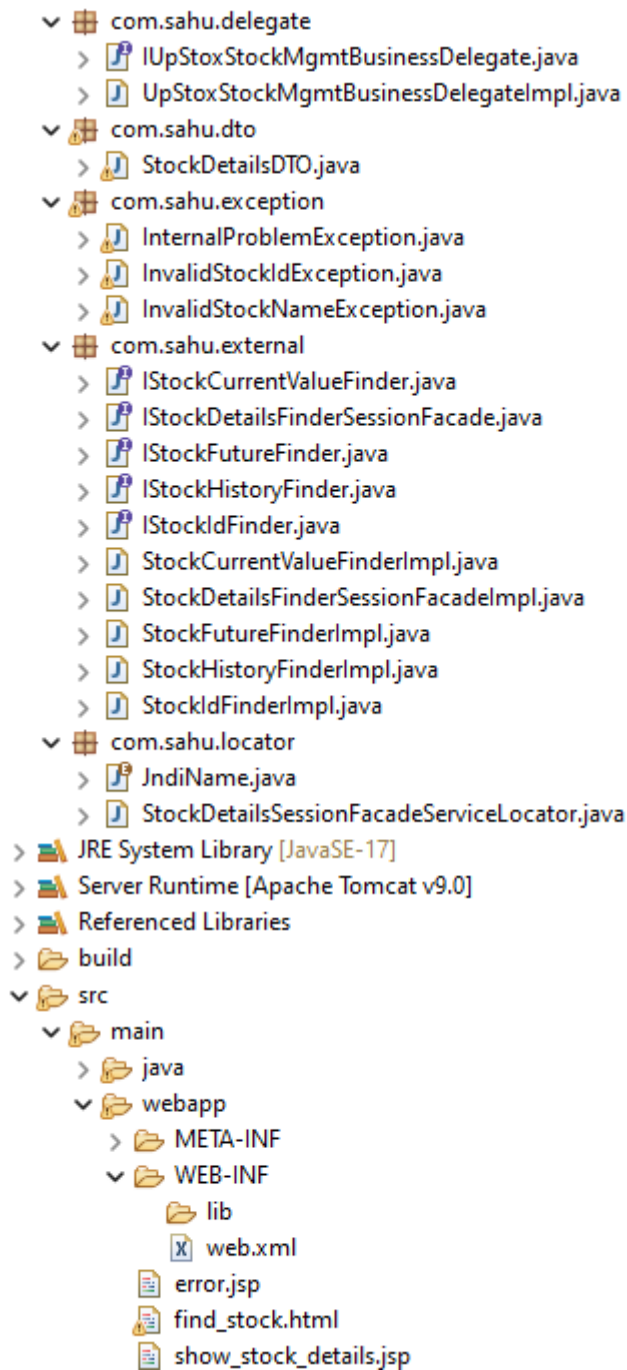 com.sahu.delegate
IUpStoxStockMgmtBusinessDelegate.java
UpStoxStockMgmtBusinessDelegateImpl.java
com.sahu.dto
StockDetailsDTO.java
com.sahu.exception
InternalProblemException.java
InvalidStockIdException.java
InvalidStockNameException.java
com.sahu.external
IStockCurrentValueFinder.java
IStockDetailsFinderSessionFacade.java
IStockFutureFinder.java
IStockHistoryFinder.java
IStockIdFinder.java
StockCurrentValueFinderImpl.java
StockDetailsFinderSessionFacadeImpl.java
StockFutureFinderImpl.java
StockHistoryFinderImpl.java
StockIdFinderImpl.java
com.sahu.locator
JndiName.java
StockDetailsSessionFacadeServiceLocator.java
JRE System Library [JavaSE-17]
Server Runtime [Apache Tomcat v9.0]
Referenced Libraries
build
src
main
java
webapp
META-INF
WEB-INF
lib
web.xml
error.jsp
find_stock.html
show_stock_details.jsp